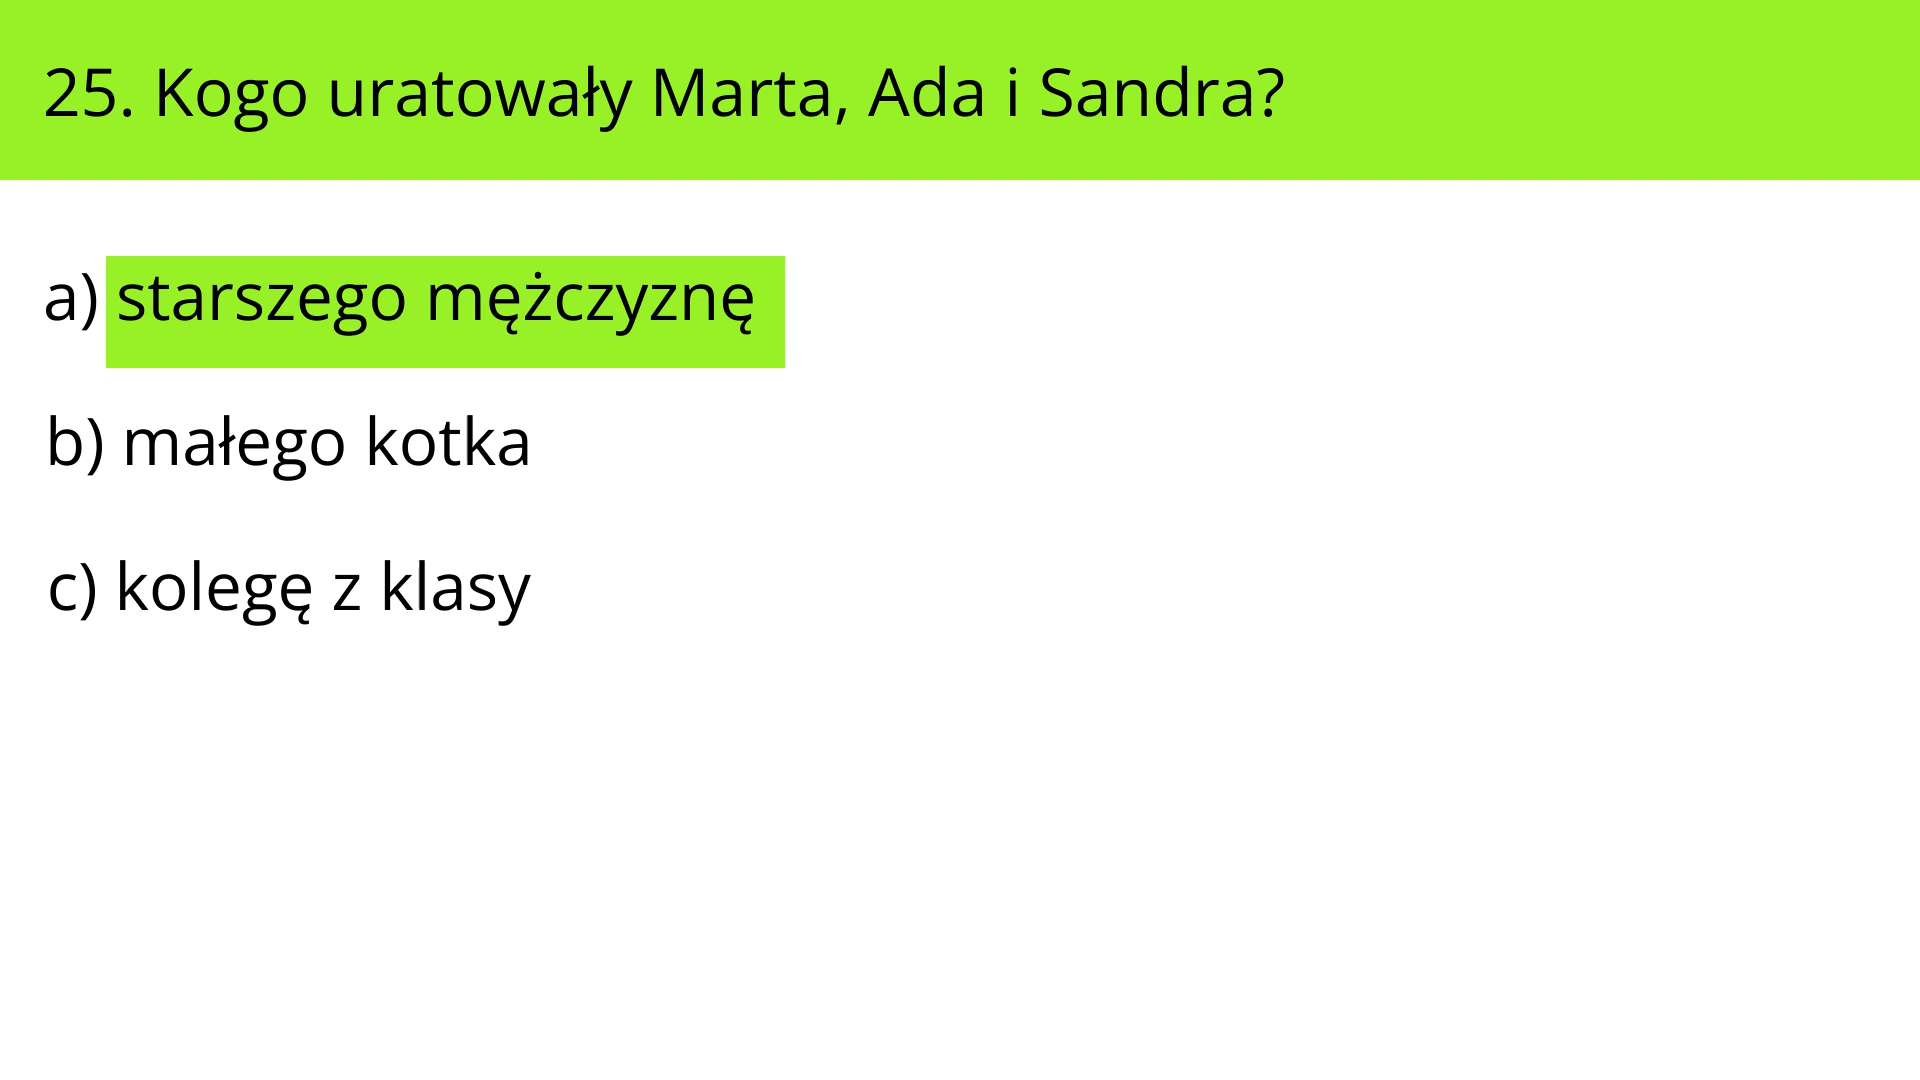 25. Kogo uratowały Marta, Ada i Sandra?
a) starszego mężczyznę
b) małego kotka
c) kolegę z klasy